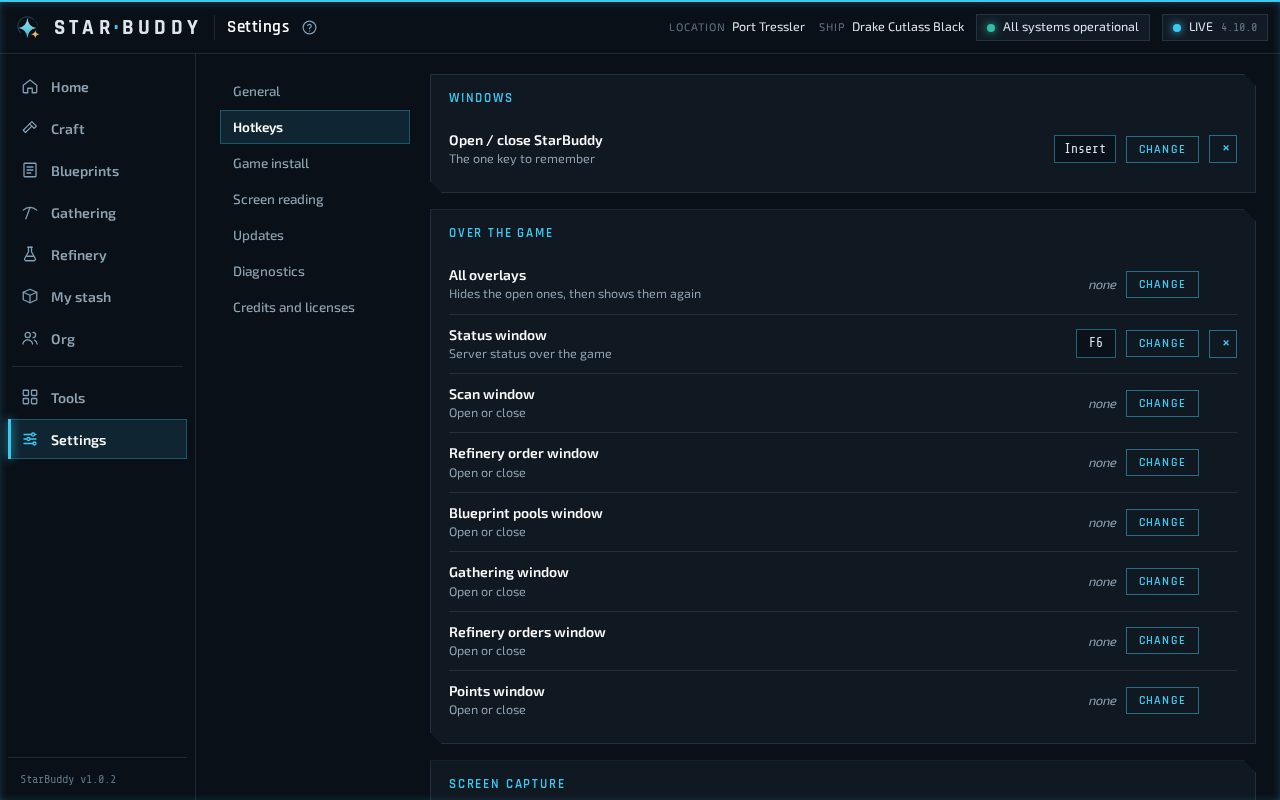 STAR·BUDDY
Settings
LOCATION Port Tressler SHIP Drake Cutlass Black
All systems operational
LIVE 4.10.0
Home
Craft
Blueprints
Gathering
Refinery
My stash
Org
Tools
Settings
StarBuddy v1.0.2
General
Hotkeys
Game install
Screen reading
Updates
Diagnostics
Credits and licenses
WINDOWS
Open / close StarBuddy
The one key to remember
Insert CHANGE ×
OVER THE GAME
All overlays
Hides the open ones, then shows them again
none CHANGE
Status window
Server status over the game
F6 CHANGE ×
Scan window
Open or close
none CHANGE
Refinery order window
Open or close
none CHANGE
Blueprint pools window
Open or close
none CHANGE
Gathering window
Open or close
none CHANGE
Refinery orders window
Open or close
none CHANGE
Points window
Open or close
none CHANGE
SCREEN CAPTURE